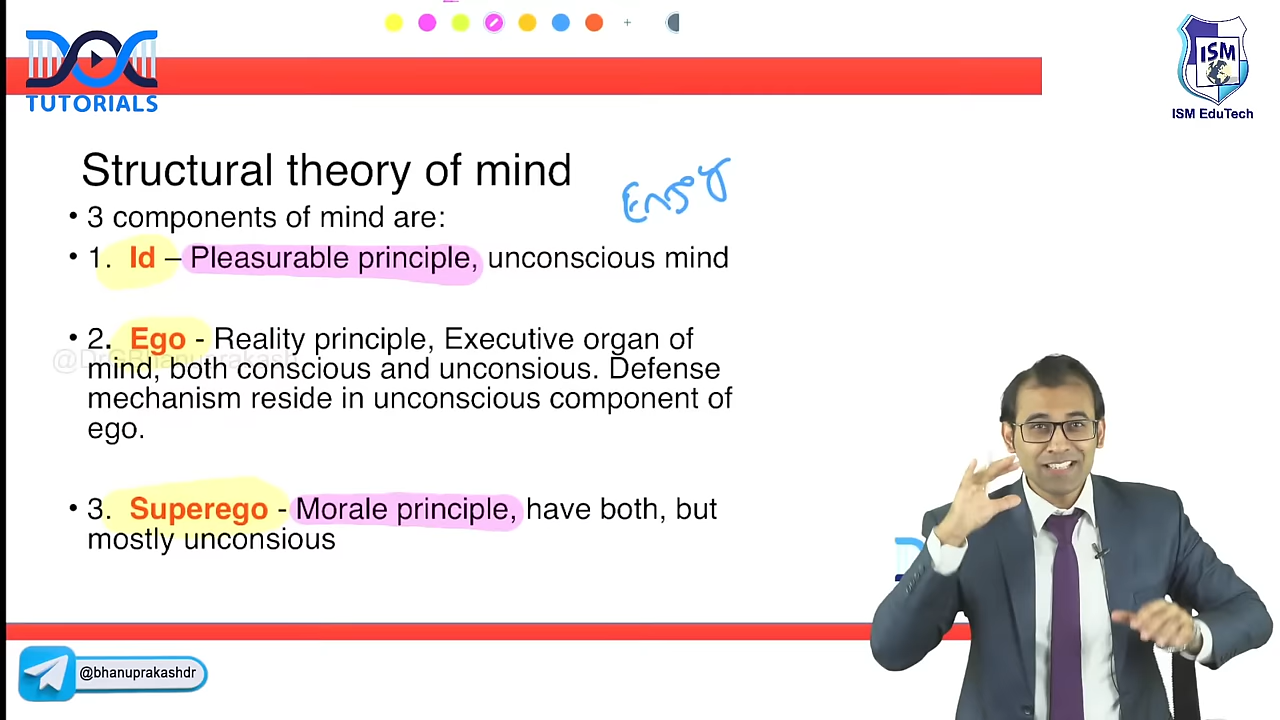 DOC
TUTORIALS
ISM
ISM EduTech
Structural theory of mind
• 3 components of mind are:
• 1. Id – Pleasurable principle, unconscious mind
• 2. Ego - Reality principle, Executive organ of
mind, both conscious and unconsious. Defense
mechanism reside in unconscious component of
ego.
@DrGBhanuprakash
• 3. Superego - Morale principle, have both, but
mostly unconsious
@bhanuprakashdr